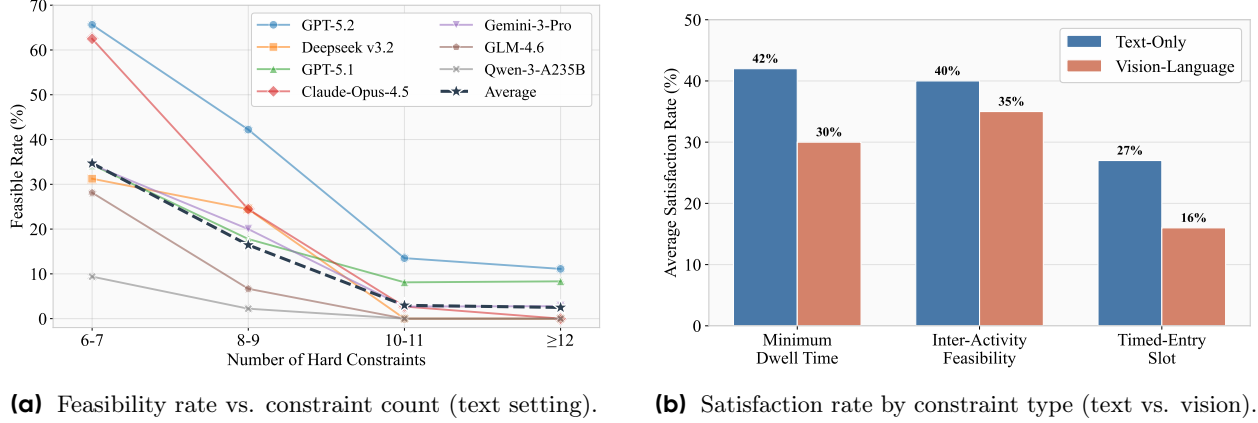 70
60
50
40
30
20
10
0
Feasible Rate (%)
GPT-5.2
Deepseek v3.2
GPT-5.1
Claude-Opus-4.5
Gemini-3-Pro
GLM-4.6
Qwen-3-A235B
Average
6-7
8-9
10-11
≥12
Number of Hard Constraints
(a) Feasibility rate vs. constraint count (text setting).
50
40
30
20
10
0
Average Satisfaction Rate (%)
Text-Only
Vision-Language
42%
30%
40%
35%
27%
16%
Minimum
Dwell Time
Inter-Activity
Feasibility
Timed-Entry
Slot
(b) Satisfaction rate by constraint type (text vs. vision).